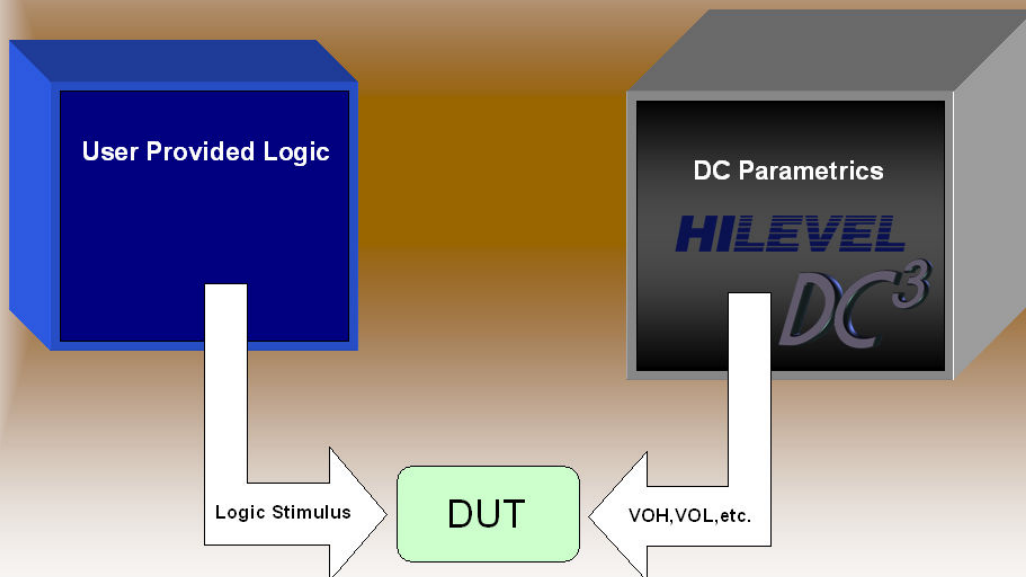 User Provided Logic
DC Parametrics
HILEVEL
DC³
Logic Stimulus
DUT
VOH,VOL,etc.